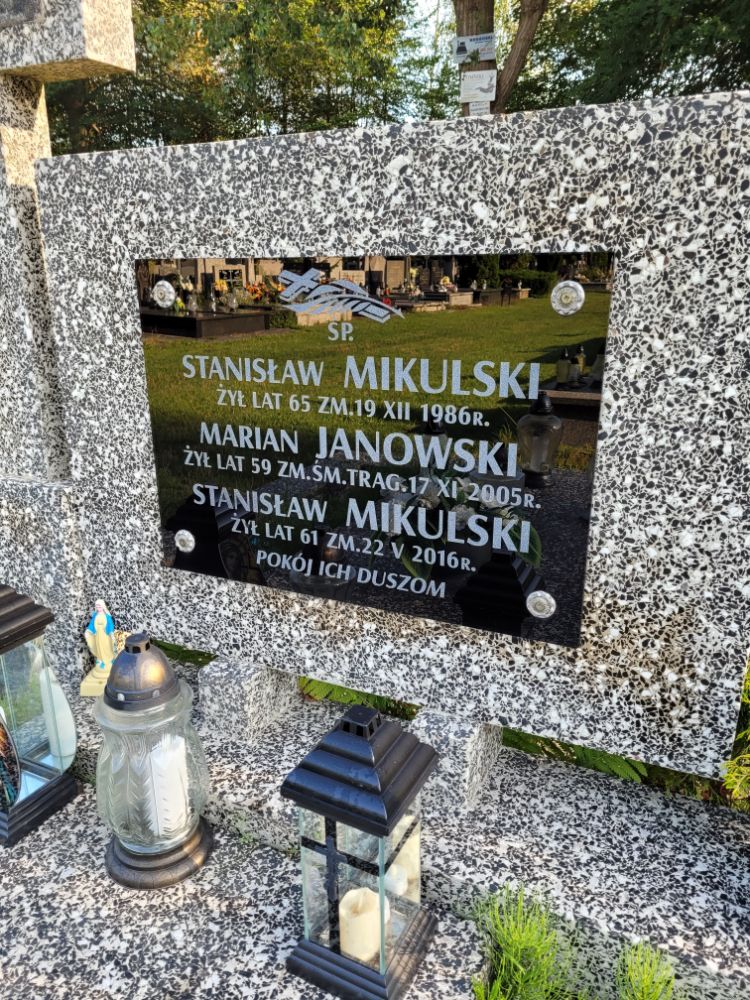 SP.
STANISŁAW MIKULSKI
ŻYŁ LAT 65 ZM.19 XII 1986R.
MARIAN JANOWSKI
ŻYŁ LAT 59 ZM.ŚM.TRAG.17 XI 2005R.
STANISŁAW MIKULSKI
ŻYŁ LAT 61 ZM.22 V 2016R.
POKÓJ ICH DUSZOM